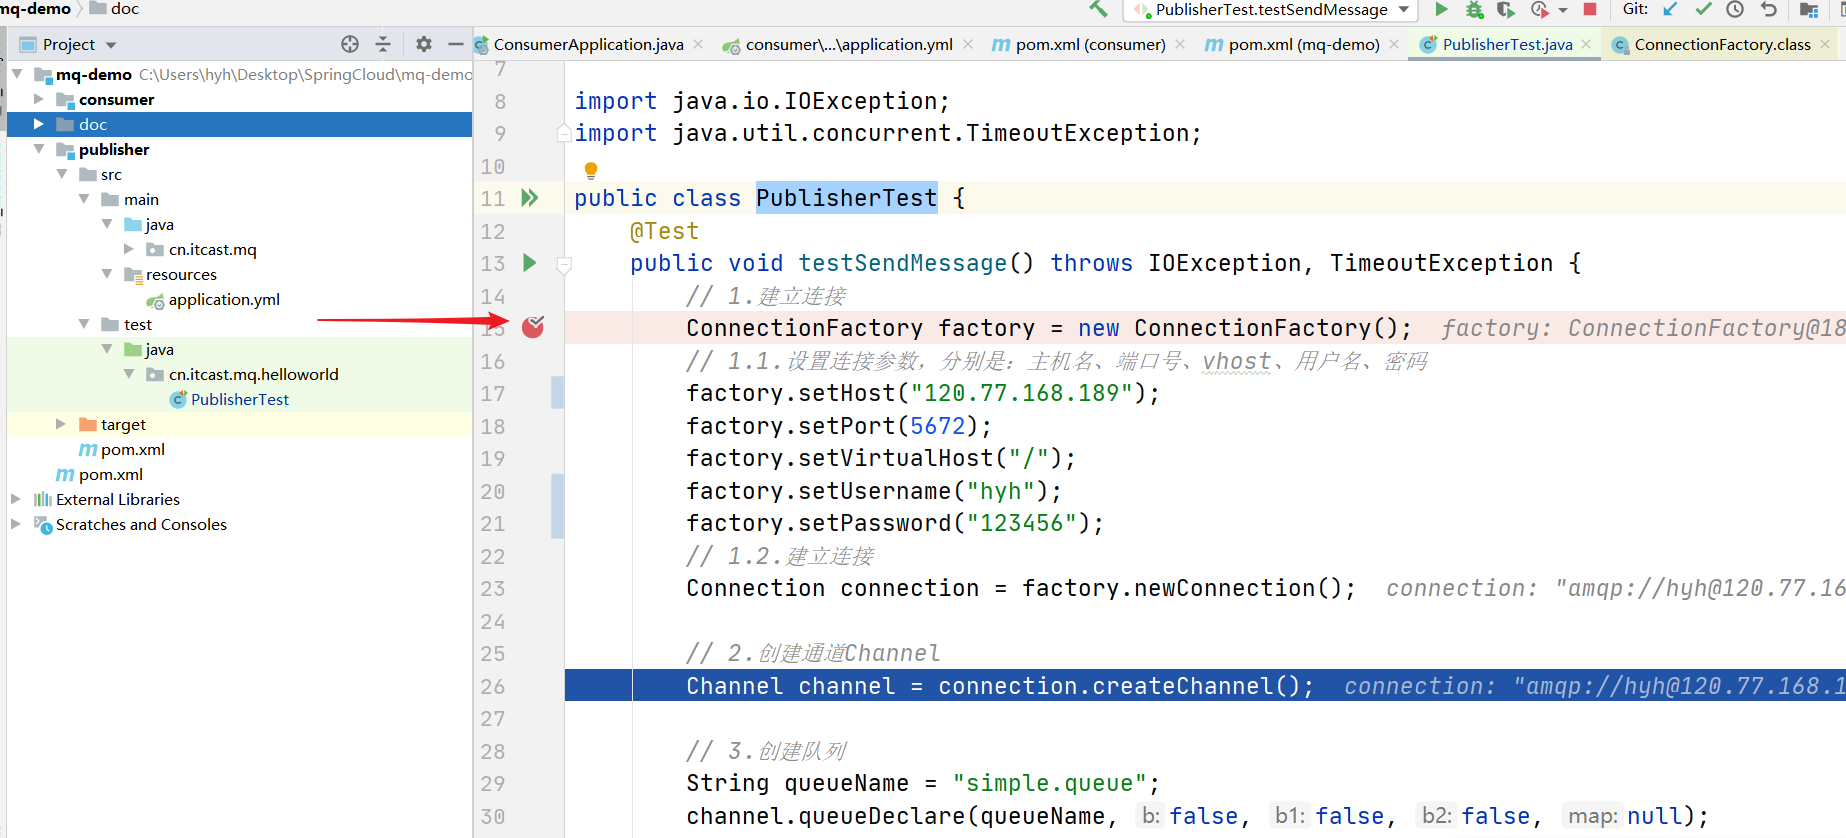 mq-demo doc
PublisherTest.testSendMessage Git:
Project
ConsumerApplication.java consumer\...\application.yml pom.xml (consumer) pom.xml (mq-demo) PublisherTest.java ConnectionFactory.class
mq-demo C:\Users\hyh\Desktop\SpringCloud\mq-demo
consumer
doc
publisher
src
main
java
cn.itcast.mq
resources
application.yml
test
java
cn.itcast.mq.helloworld
PublisherTest
target
pom.xml
pom.xml
External Libraries
Scratches and Consoles
7
8 import java.io.IOException;
9 import java.util.concurrent.TimeoutException;
10
11 public class PublisherTest {
12 @Test
13 public void testSendMessage() throws IOException, TimeoutException {
14 // 1.建立连接
15 ConnectionFactory factory = new ConnectionFactory(); factory: ConnectionFactory@18
16 // 1.1.设置连接参数，分别是：主机名、端口号、vhost、用户名、密码
17 factory.setHost("120.77.168.189");
18 factory.setPort(5672);
19 factory.setVirtualHost("/");
20 factory.setUsername("hyh");
21 factory.setPassword("123456");
22 // 1.2.建立连接
23 Connection connection = factory.newConnection(); connection: "amqp://hyh@120.77.16
24
25 // 2.创建通道Channel
26 Channel channel = connection.createChannel(); connection: "amqp://hyh@120.77.168.1
27
28 // 3.创建队列
29 String queueName = "simple.queue";
30 channel.queueDeclare(queueName, b: false, b1: false, b2: false, map: null);